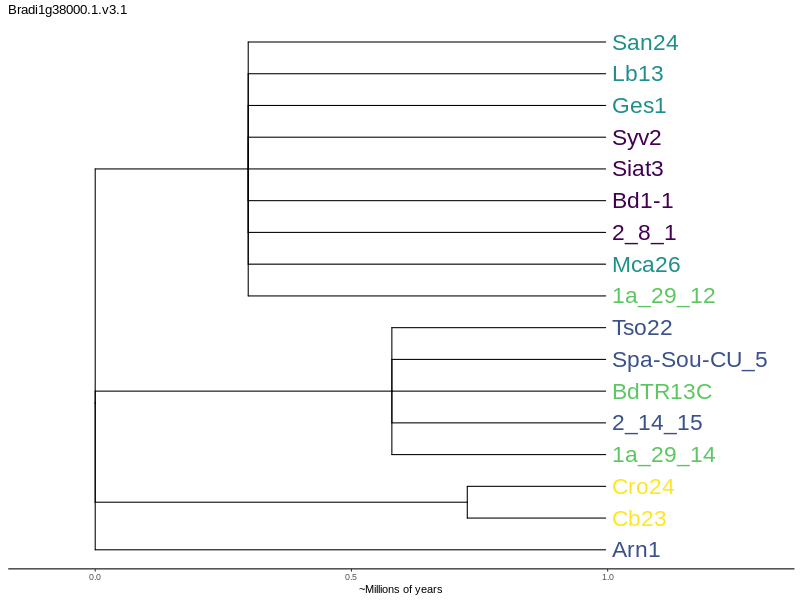 Bradi1g38000.1.v3.1
San24
Lb13
Ges1
Syv2
Siat3
Bd1-1
2_8_1
Mca26
1a_29_12
Tso22
Spa-Sou-CU_5
BdTR13C
2_14_15
1a_29_14
Cro24
Cb23
Arn1
0.0 0.5 1.0
~Millions of years